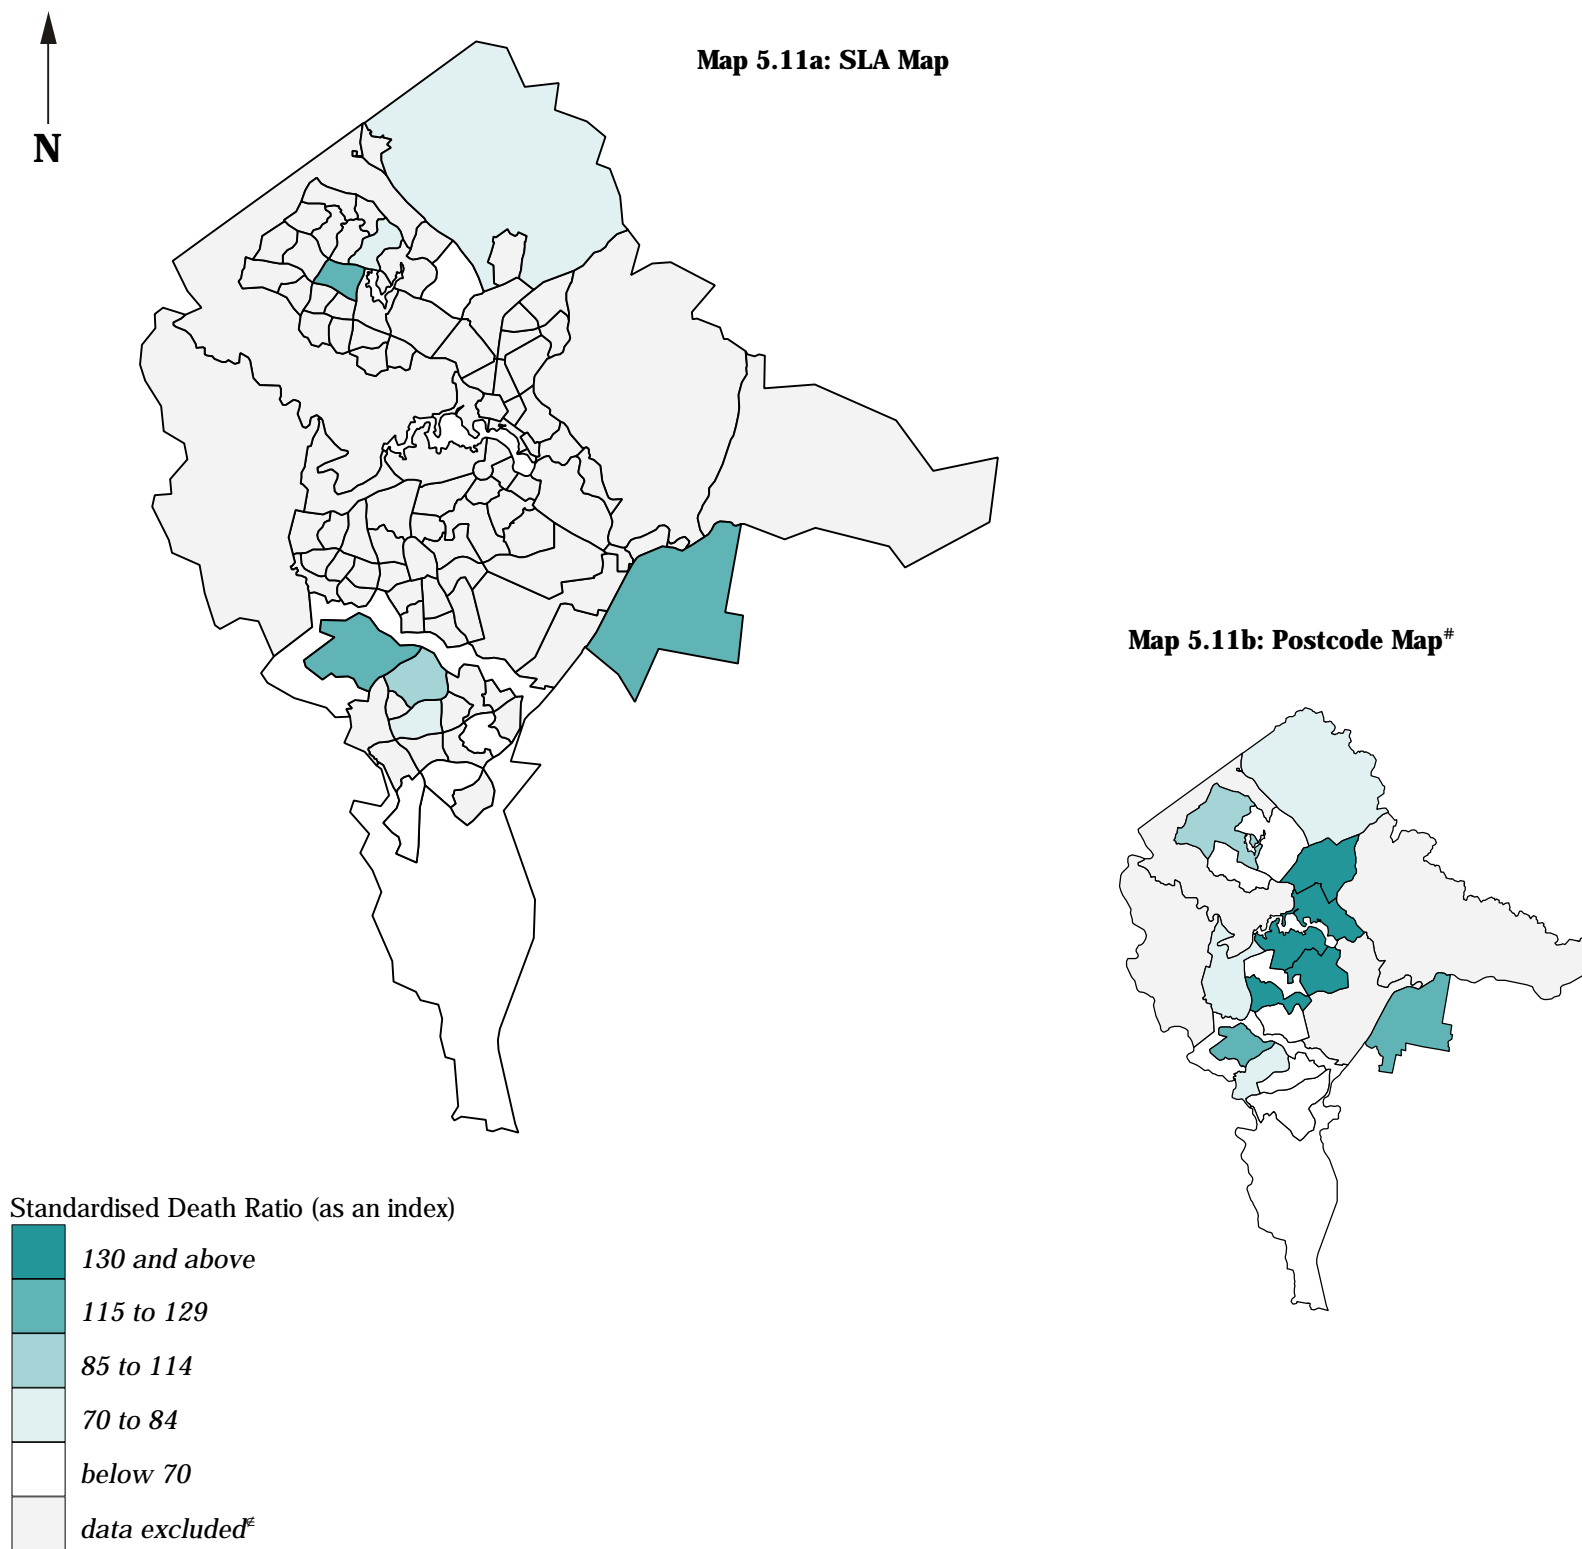 Map 5.11a: SLA Map
N
Map 5.11b: Postcode Map#
Standardised Death Ratio (as an index)
130 and above
115 to 129
85 to 114
70 to 84
below 70
data excluded